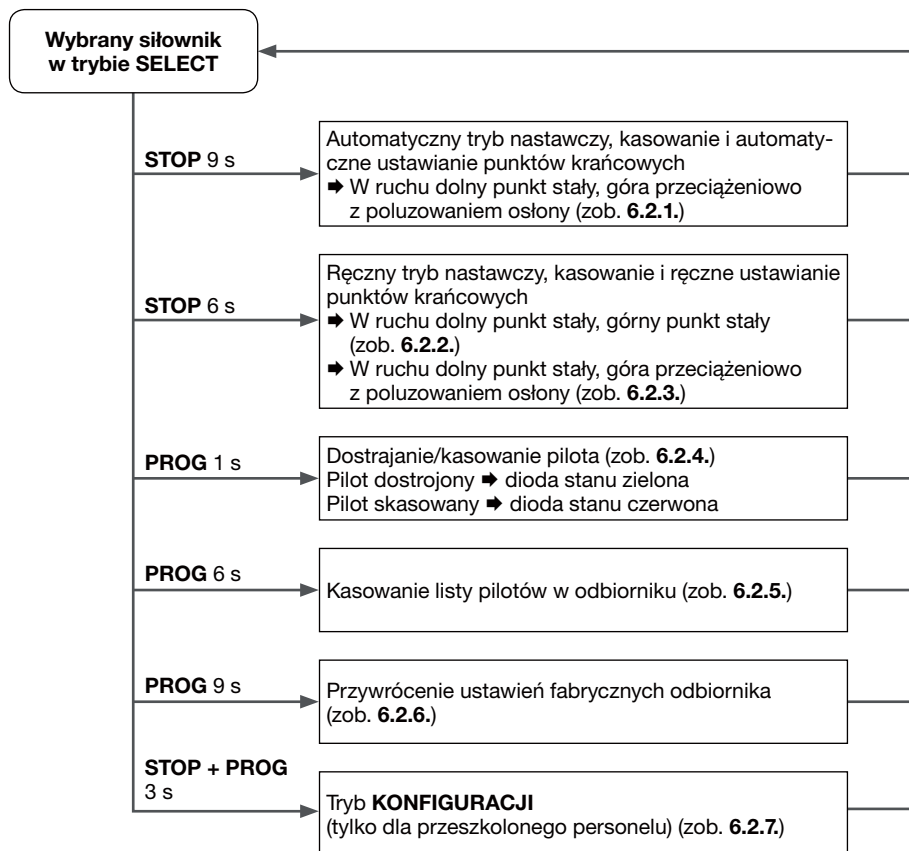 Wybrany siłownik
w trybie SELECT
STOP 9 s
Automatyczny tryb nastawczy, kasowanie i automaty-
czne ustawianie punktów krańcowych
➡ W ruchu dolny punkt stały, góra przeciążeniowo
z poluzowaniem osłony (zob. 6.2.1.)
STOP 6 s
Ręczny tryb nastawczy, kasowanie i ręczne ustawianie
punktów krańcowych
➡ W ruchu dolny punkt stały, górny punkt stały
(zob. 6.2.2.)
➡ W ruchu dolny punkt stały, góra przeciążeniowo
z poluzowaniem osłony (zob. 6.2.3.)
PROG 1 s
Dostrajanie/kasowanie pilota (zob. 6.2.4.)
Pilot dostrojony ➡ dioda stanu zielona
Pilot skasowany ➡ dioda stanu czerwona
PROG 6 s
Kasowanie listy pilotów w odbiorniku (zob. 6.2.5.)
PROG 9 s
Przywrócenie ustawień fabrycznych odbiornika
(zob. 6.2.6.)
STOP + PROG
3 s
Tryb KONFIGURACJI
(tylko dla przeszkolonego personelu) (zob. 6.2.7.)